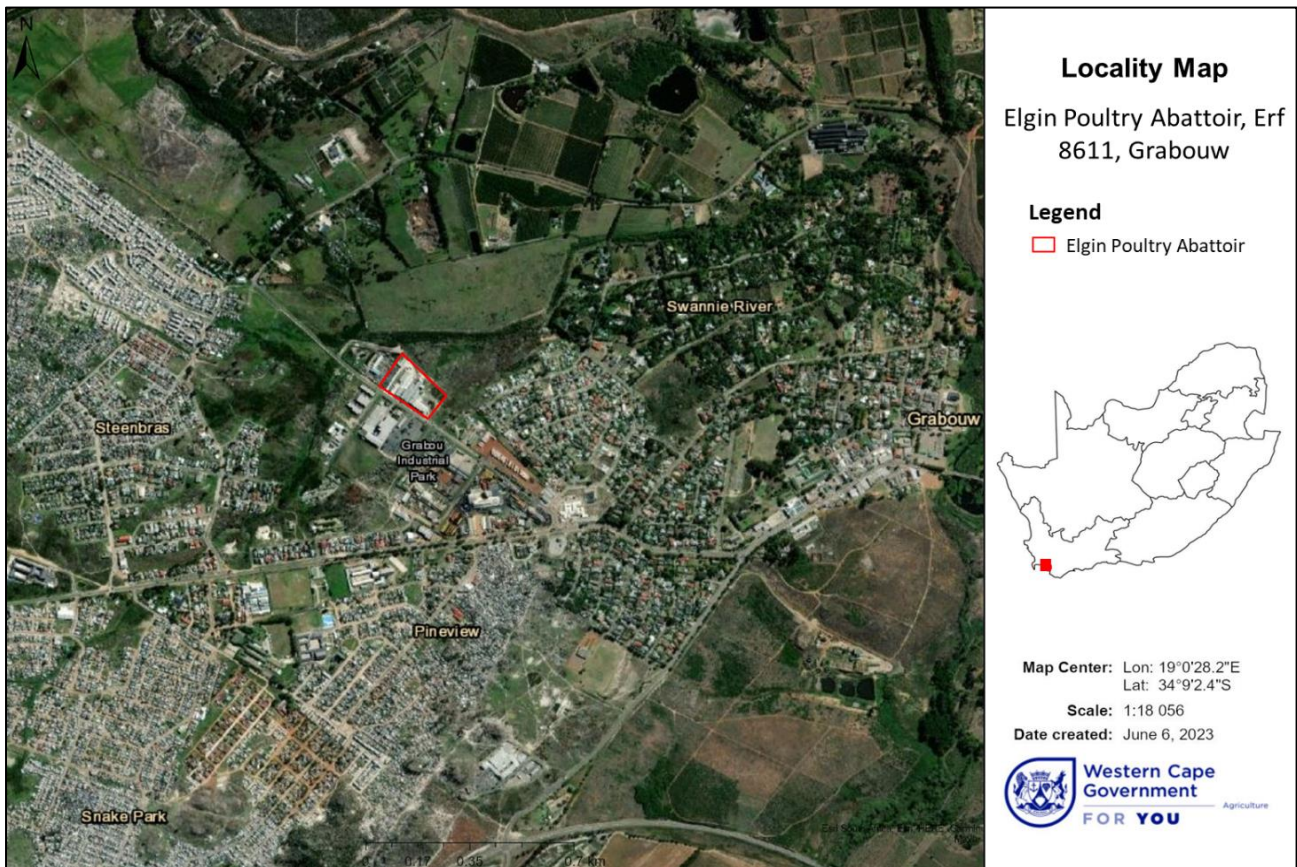 N
Swannie River
Steenbras
Grabou
Industrial
Park
Grabouw
Pineview
Snake Park
0 0,17 0,35 0,7 km
Locality Map
Elgin Poultry Abattoir, Erf
8611, Grabouw
Legend
Elgin Poultry Abattoir
Map Center: Lon: 19°0'28.2"E
Lat: 34°9'2.4"S
Scale: 1:18 056
Date created: June 6, 2023
Western Cape
Government
Agriculture
FOR YOU